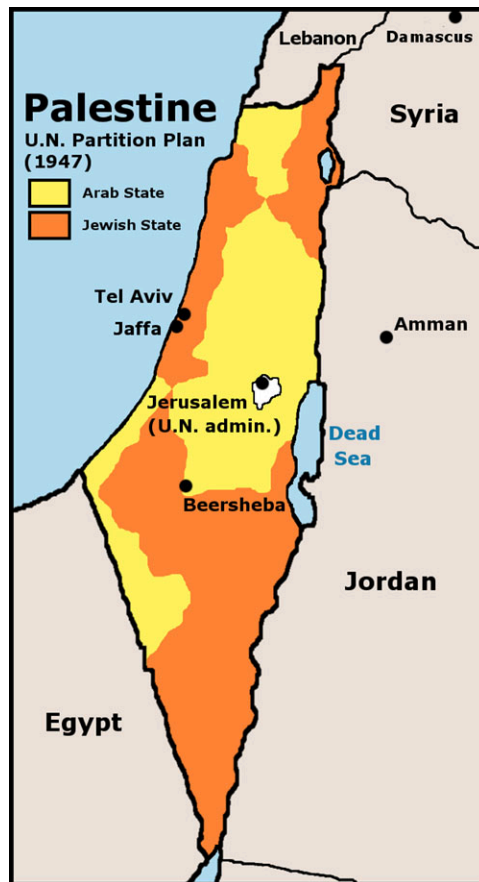 Lebanon
Damascus
Palestine
U.N. Partition Plan
(1947)
Syria
Arab State
Jewish State
Tel Aviv
Jaffa
Amman
Jerusalem
(U.N. admin.)
Dead
Sea
Beersheba
Jordan
Egypt